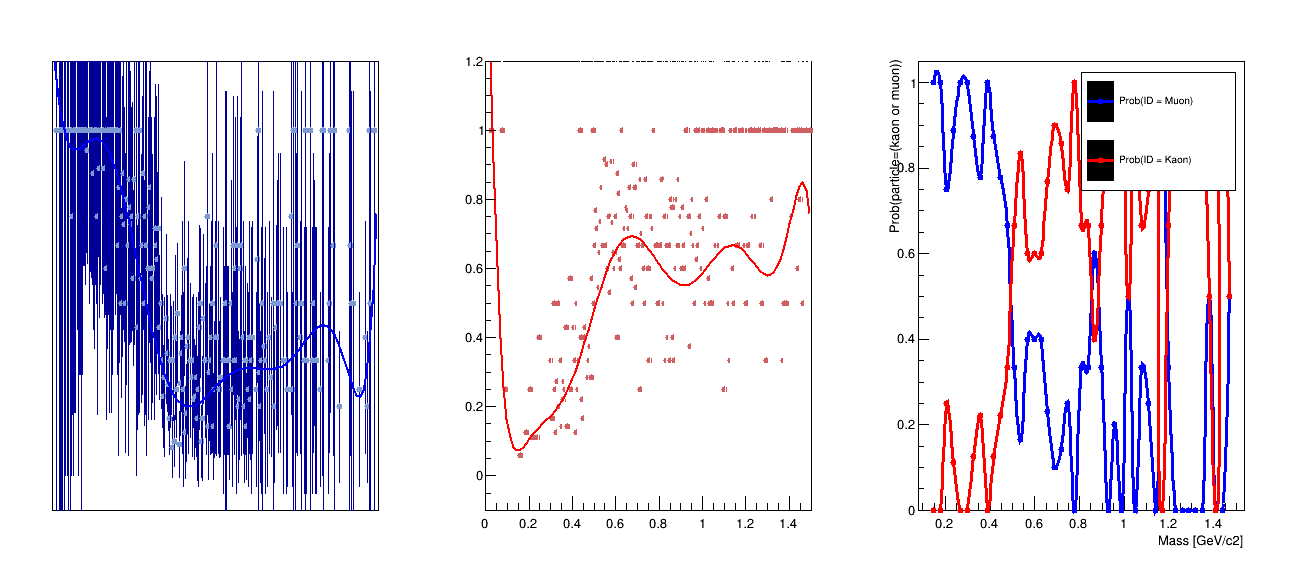 1.2
1
0.8
0.6
0.4
0.2
0
0 0.2 0.4 0.6 0.8 1 1.2 1.4
Prob(particle=(kaon or muon))
1
0.8
0.6
0.4
0.2
0
0.2 0.4 0.6 0.8 1 1.2 1.4
Mass [GeV/c2]
Prob(ID = Muon)
Prob(ID = Kaon)